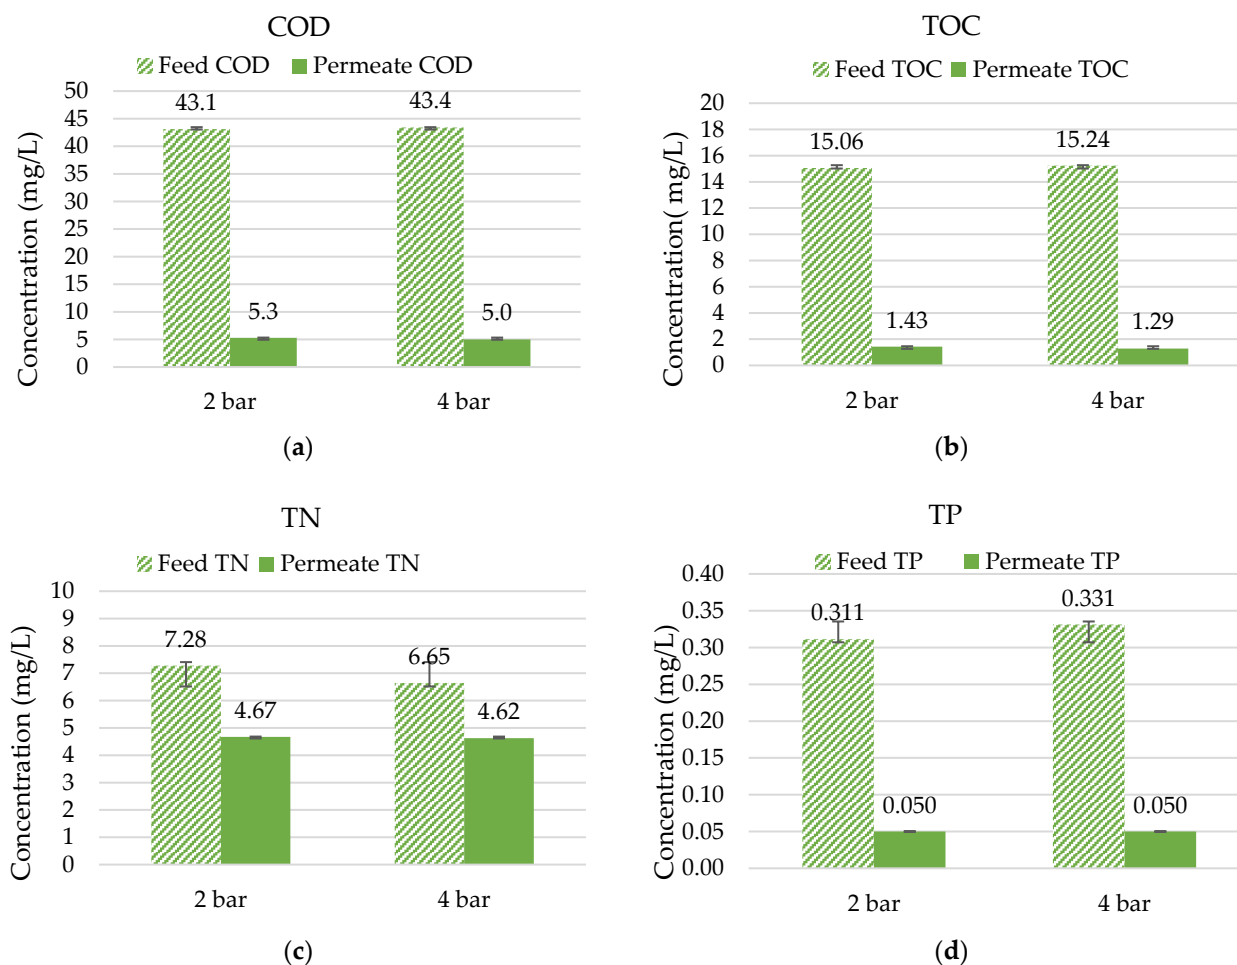 COD
Feed COD Permeate COD
Concentration (mg/L)
50
45
40
35
30
25
20
15
10
5
0
43.1
43.4
5.3
5.0
2 bar 4 bar
(a)
TOC
Feed TOC Permeate TOC
Concentration( mg/L)
20
18
16
14
12
10
8
6
4
2
0
15.06
15.24
1.43
1.29
2 bar 4 bar
(b)
TN
Feed TN Permeate TN
Concentration (mg/L)
10
9
8
7
6
5
4
3
2
1
0
7.28
6.65
4.67
4.62
2 bar 4 bar
(c)
TP
Feed TP Permeate TP
Concentration (mg/L)
0.40
0.35
0.30
0.25
0.20
0.15
0.10
0.05
0.00
0.311
0.331
0.050
0.050
2 bar 4 bar
(d)